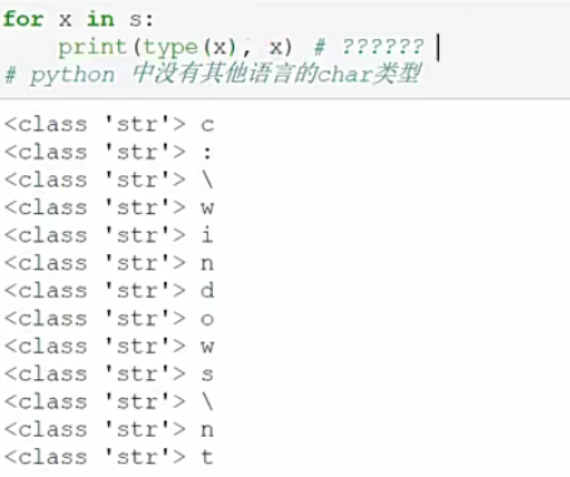 for x in s:
    print(type(x), x) # ??????
# python 中没有其他语言的char类型
<class 'str'> c
<class 'str'> :
<class 'str'> \
<class 'str'> w
<class 'str'> i
<class 'str'> n
<class 'str'> d
<class 'str'> o
<class 'str'> w
<class 'str'> s
<class 'str'> \
<class 'str'> n
<class 'str'> t